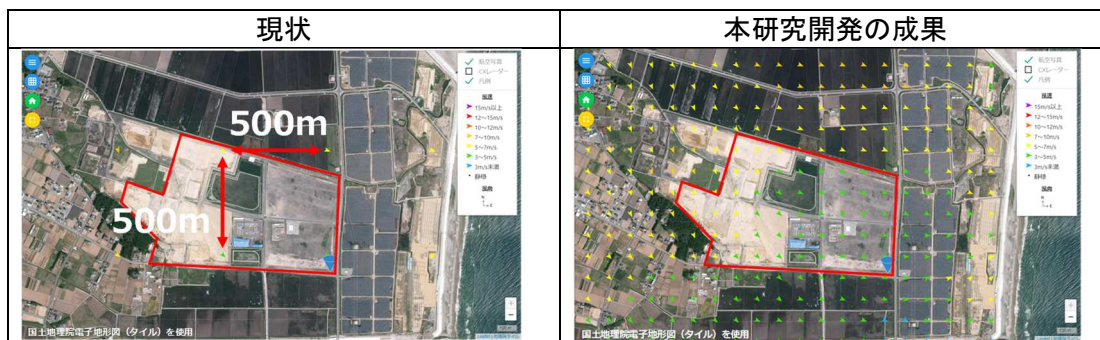 現状
本研究開発の成果
500m
500m
航空写真
CXレーダー
凡例
風速
15m/s以上
12～15m/s
10～12m/s
7～10m/s
5～7m/s
3～5m/s
3m/s未満
静穏
風向
N
E
国土地理院電子地形図（タイル）を使用
航空写真
CXレーダー
凡例
風速
15m/s以上
12～15m/s
10～12m/s
7～10m/s
5～7m/s
3～5m/s
3m/s未満
静穏
風向
N
E
国土地理院電子地形図（タイル）を使用